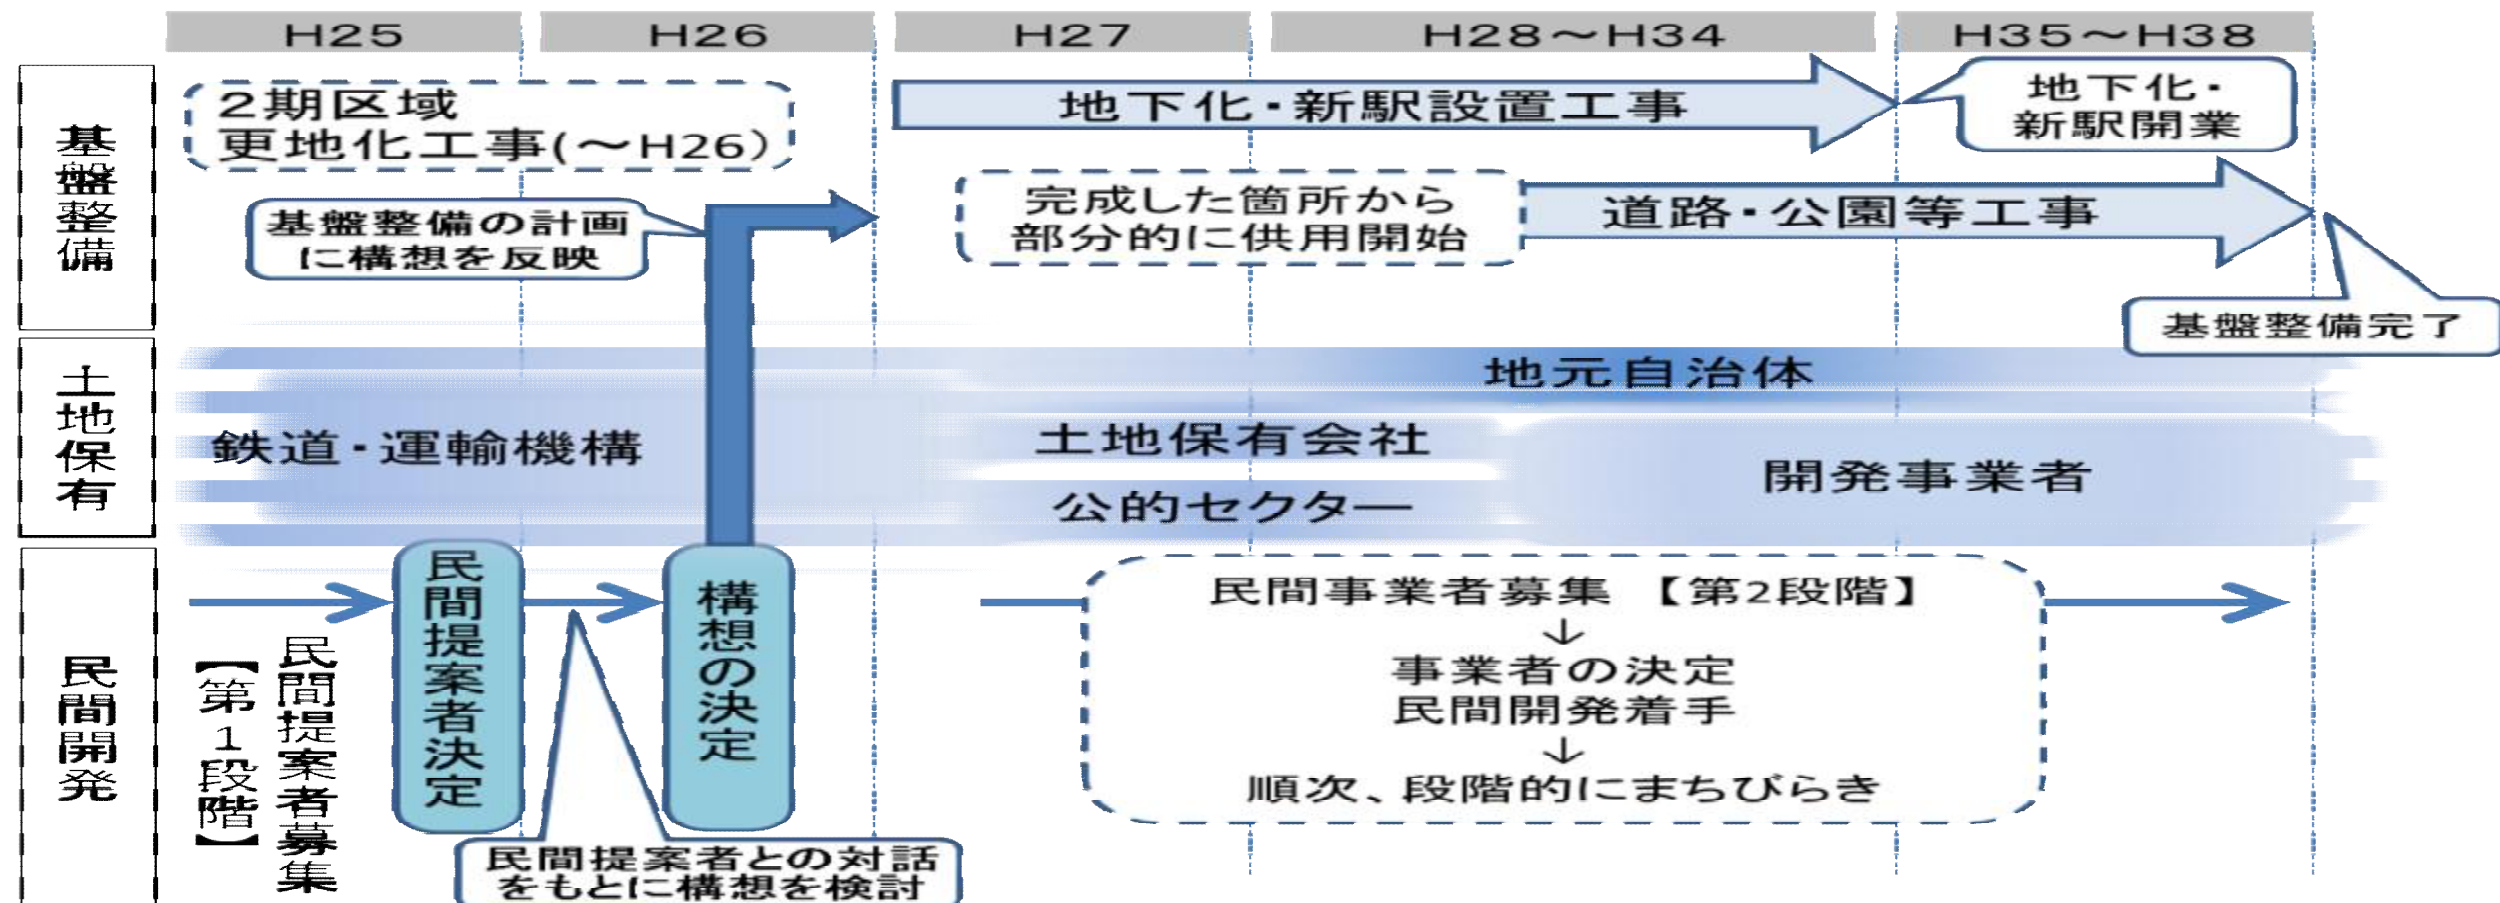 H25
H26
H27
H28～H34
H35～H38
基盤整備
2期区域
更地化工事(～H26)
地下化・新駅設置工事
地下化・
新駅開業
基盤整備の計画
に構想を反映
完成した箇所から
部分的に供用開始
道路・公園等工事
基盤整備完了
土地保有
地元自治体
鉄道・運輸機構
土地保有会社
公的セクター
開発事業者
民間開発
民間提案者募集
【第1段階】
民間提案者決定
構想の決定
民間提案者との対話
をもとに構想を検討
民間事業者募集 【第2段階】
↓
事業者の決定
民間開発着手
↓
順次、段階的にまちびらき